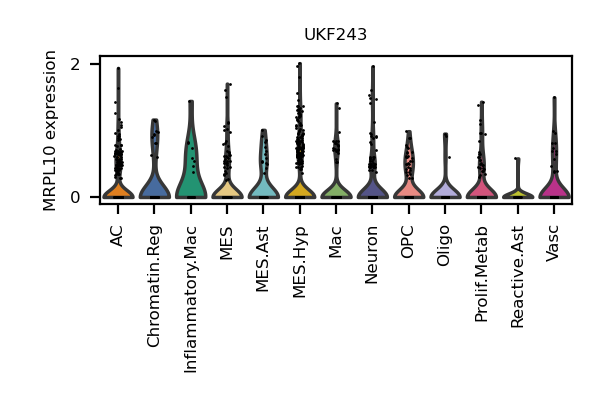 UKF243
MRPL10 expression
2
0
AC
Chromatin.Reg
Inflammatory.Mac
MES
MES.Ast
MES.Hyp
Mac
Neuron
OPC
Oligo
Prolif.Metab
Reactive.Ast
Vasc